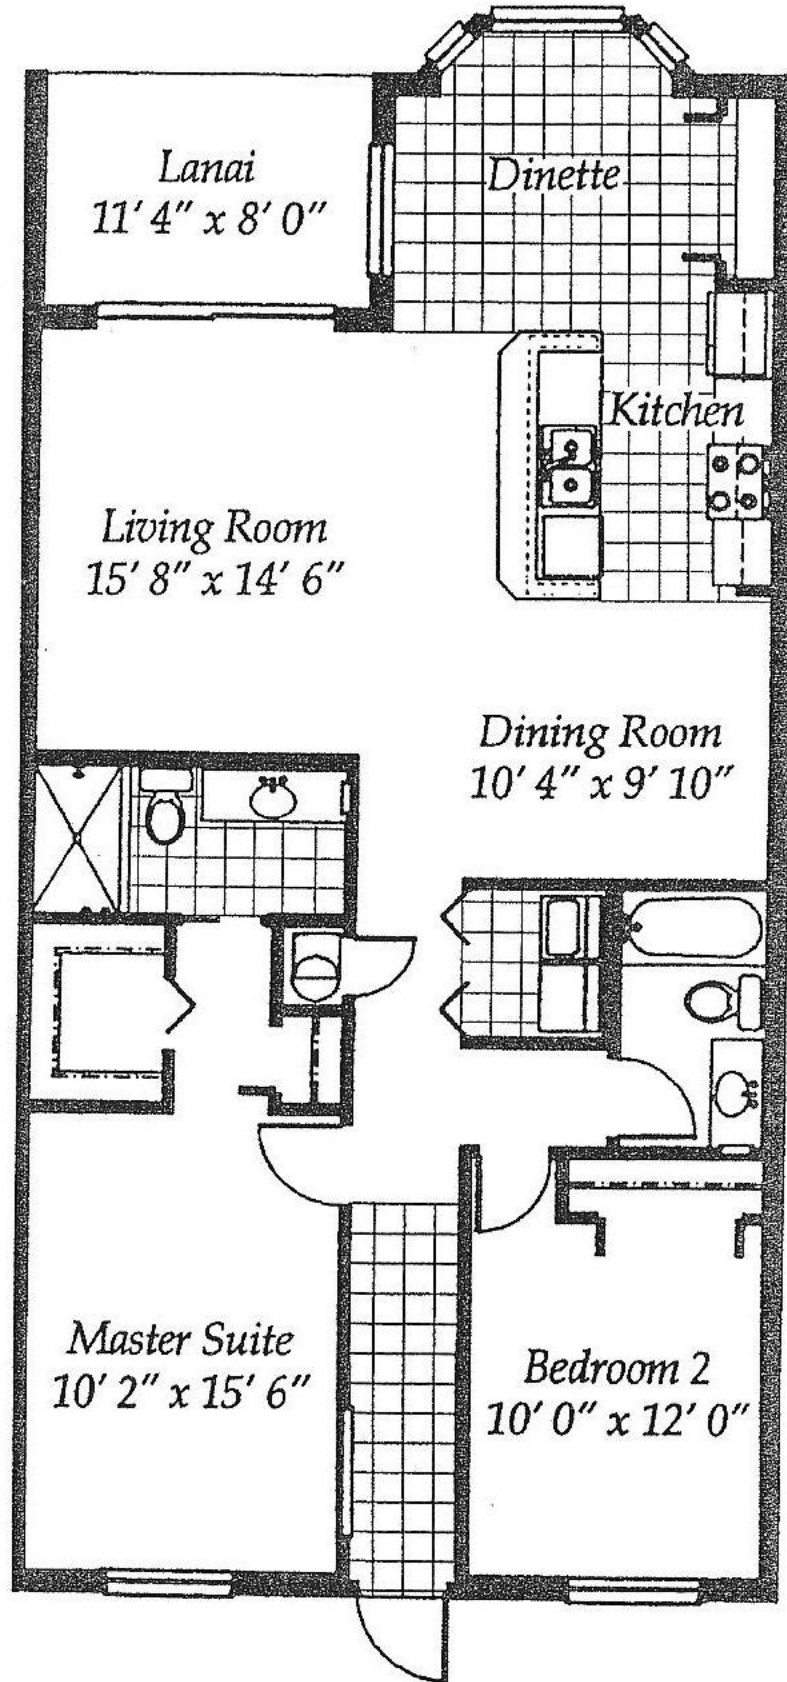 Lanai
11' 4" x 8' 0"
Dinette
Kitchen
Living Room
15' 8" x 14' 6"
Dining Room
10' 4" x 9' 10"
Master Suite
10' 2" x 15' 6"
Bedroom 2
10' 0" x 12' 0"